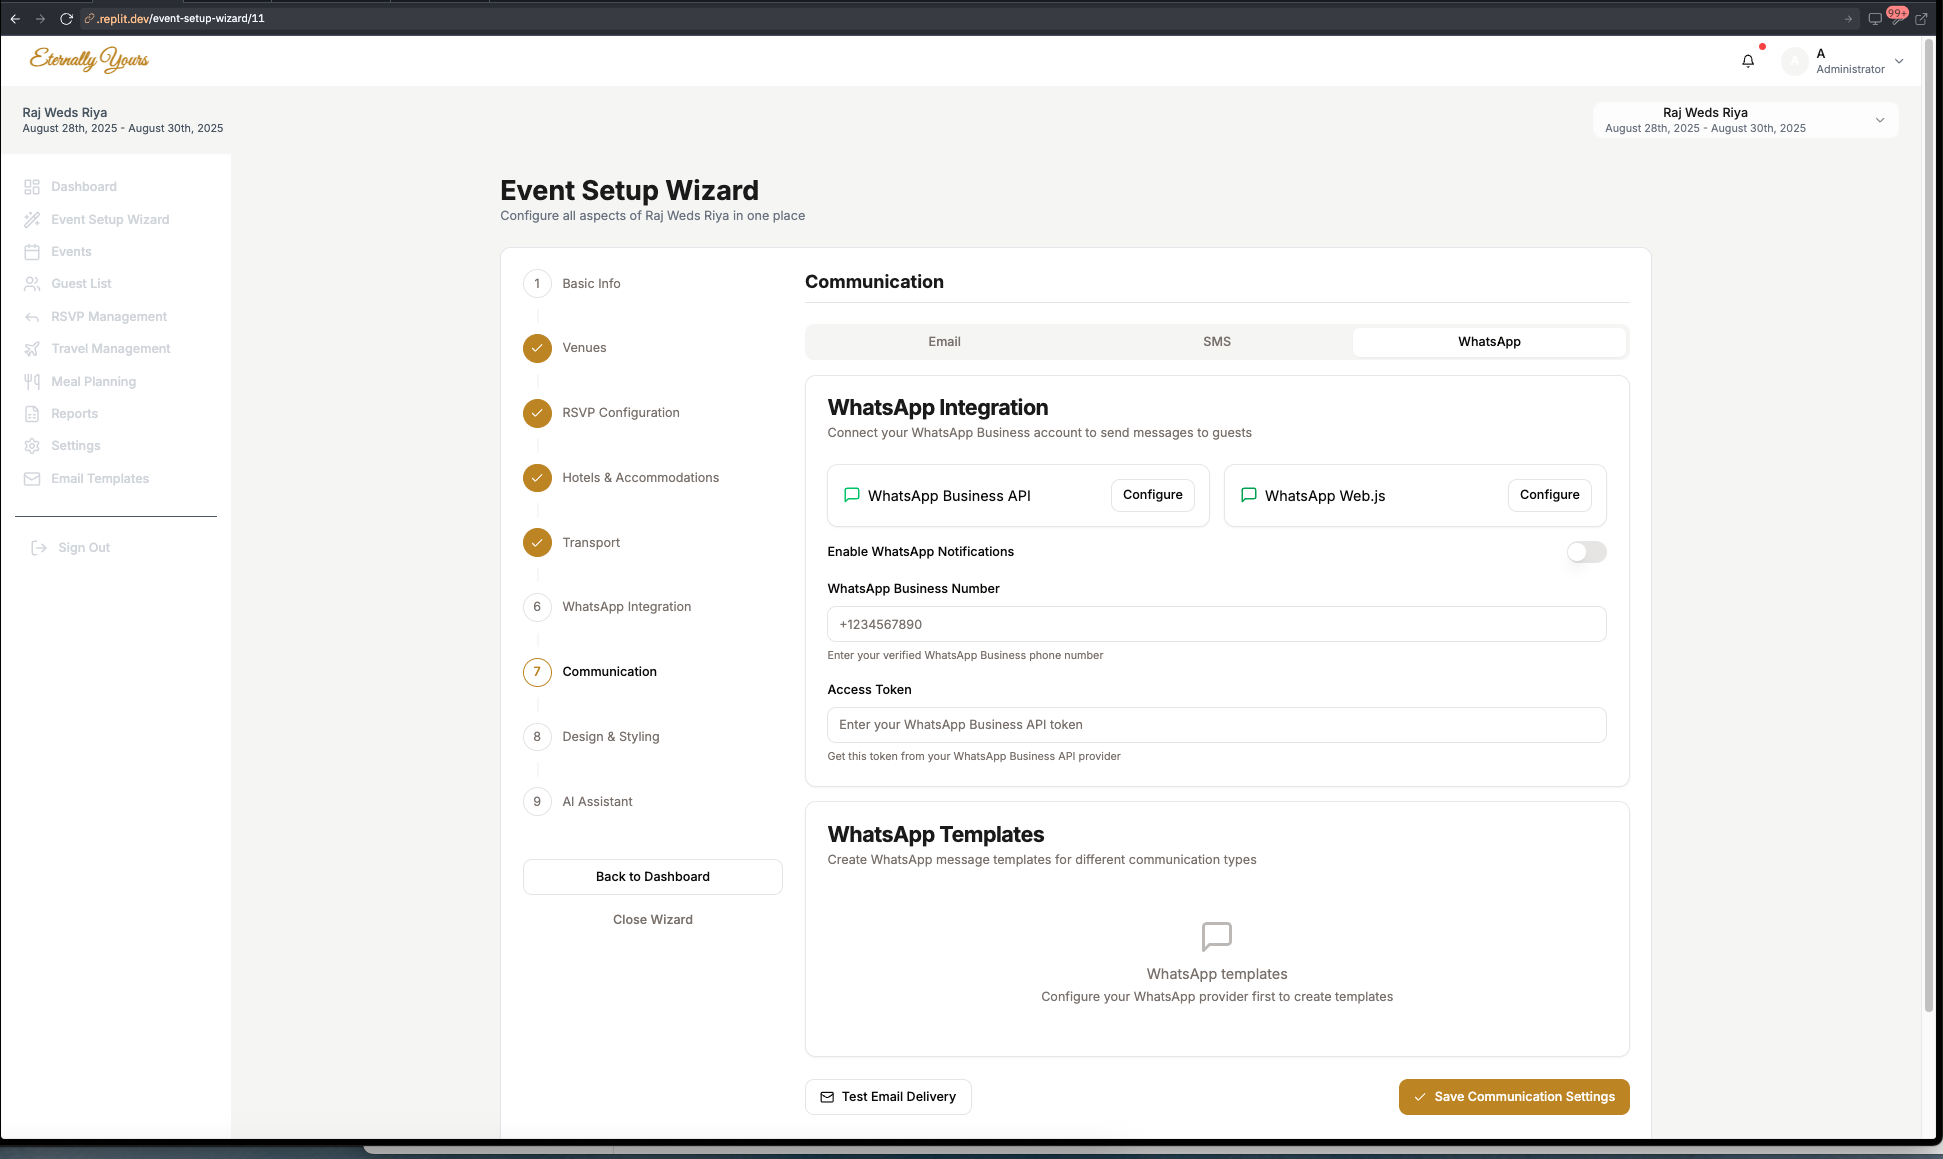 .replit.dev/event-setup-wizard/11
99+
Eternally Yours
A
A
Administrator
Raj Weds Riya
August 28th, 2025 - August 30th, 2025
Raj Weds Riya
August 28th, 2025 - August 30th, 2025
Dashboard
Event Setup Wizard
Events
Guest List
RSVP Management
Travel Management
Meal Planning
Reports
Settings
Email Templates
Sign Out
Event Setup Wizard
Configure all aspects of Raj Weds Riya in one place
1 Basic Info
Venues
RSVP Configuration
Hotels & Accommodations
Transport
6 WhatsApp Integration
7 Communication
8 Design & Styling
9 AI Assistant
Back to Dashboard
Close Wizard
Communication
Email SMS WhatsApp
WhatsApp Integration
Connect your WhatsApp Business account to send messages to guests
WhatsApp Business API Configure
WhatsApp Web.js Configure
Enable WhatsApp Notifications
WhatsApp Business Number
+1234567890
Enter your verified WhatsApp Business phone number
Access Token
Enter your WhatsApp Business API token
Get this token from your WhatsApp Business API provider
WhatsApp Templates
Create WhatsApp message templates for different communication types
WhatsApp templates
Configure your WhatsApp provider first to create templates
Test Email Delivery
Save Communication Settings